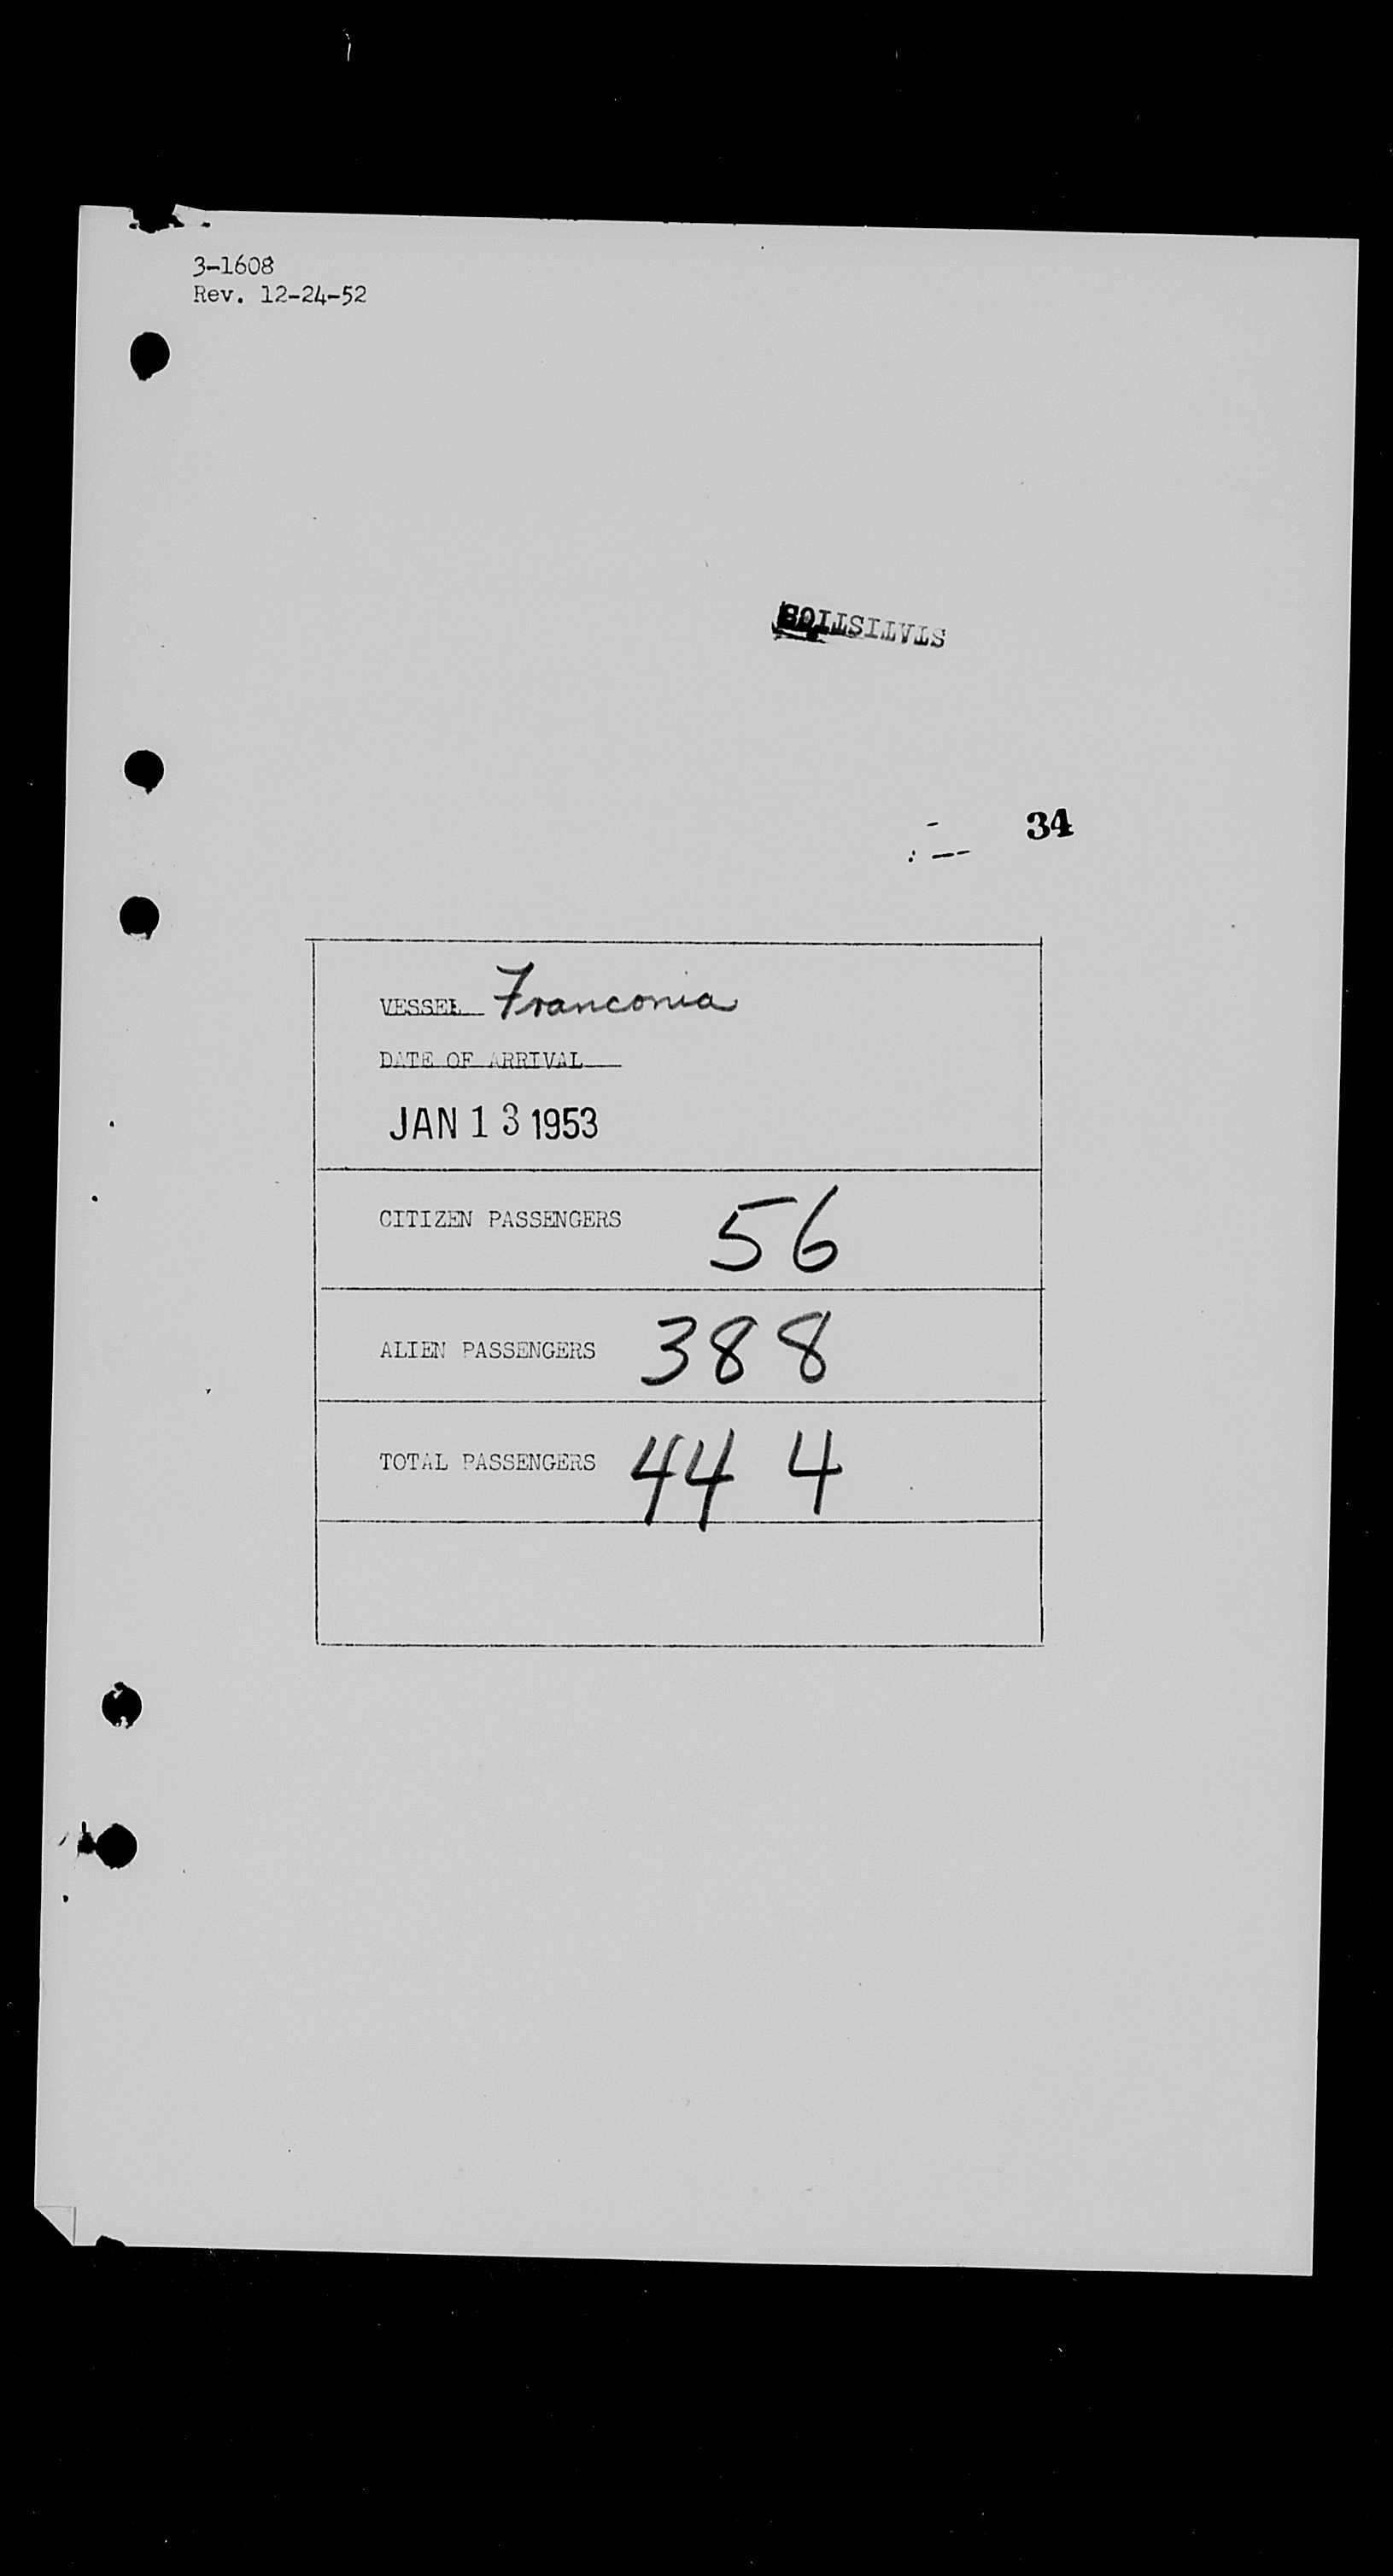 3-1608
Rev. 12-24-52
STATISTICS
34
VESSEL Franconia
DATE OF ARRIVAL
JAN 13 1953
CITIZEN PASSENGERS 56
ALIEN PASSENGERS 388
TOTAL PASSENGERS 444